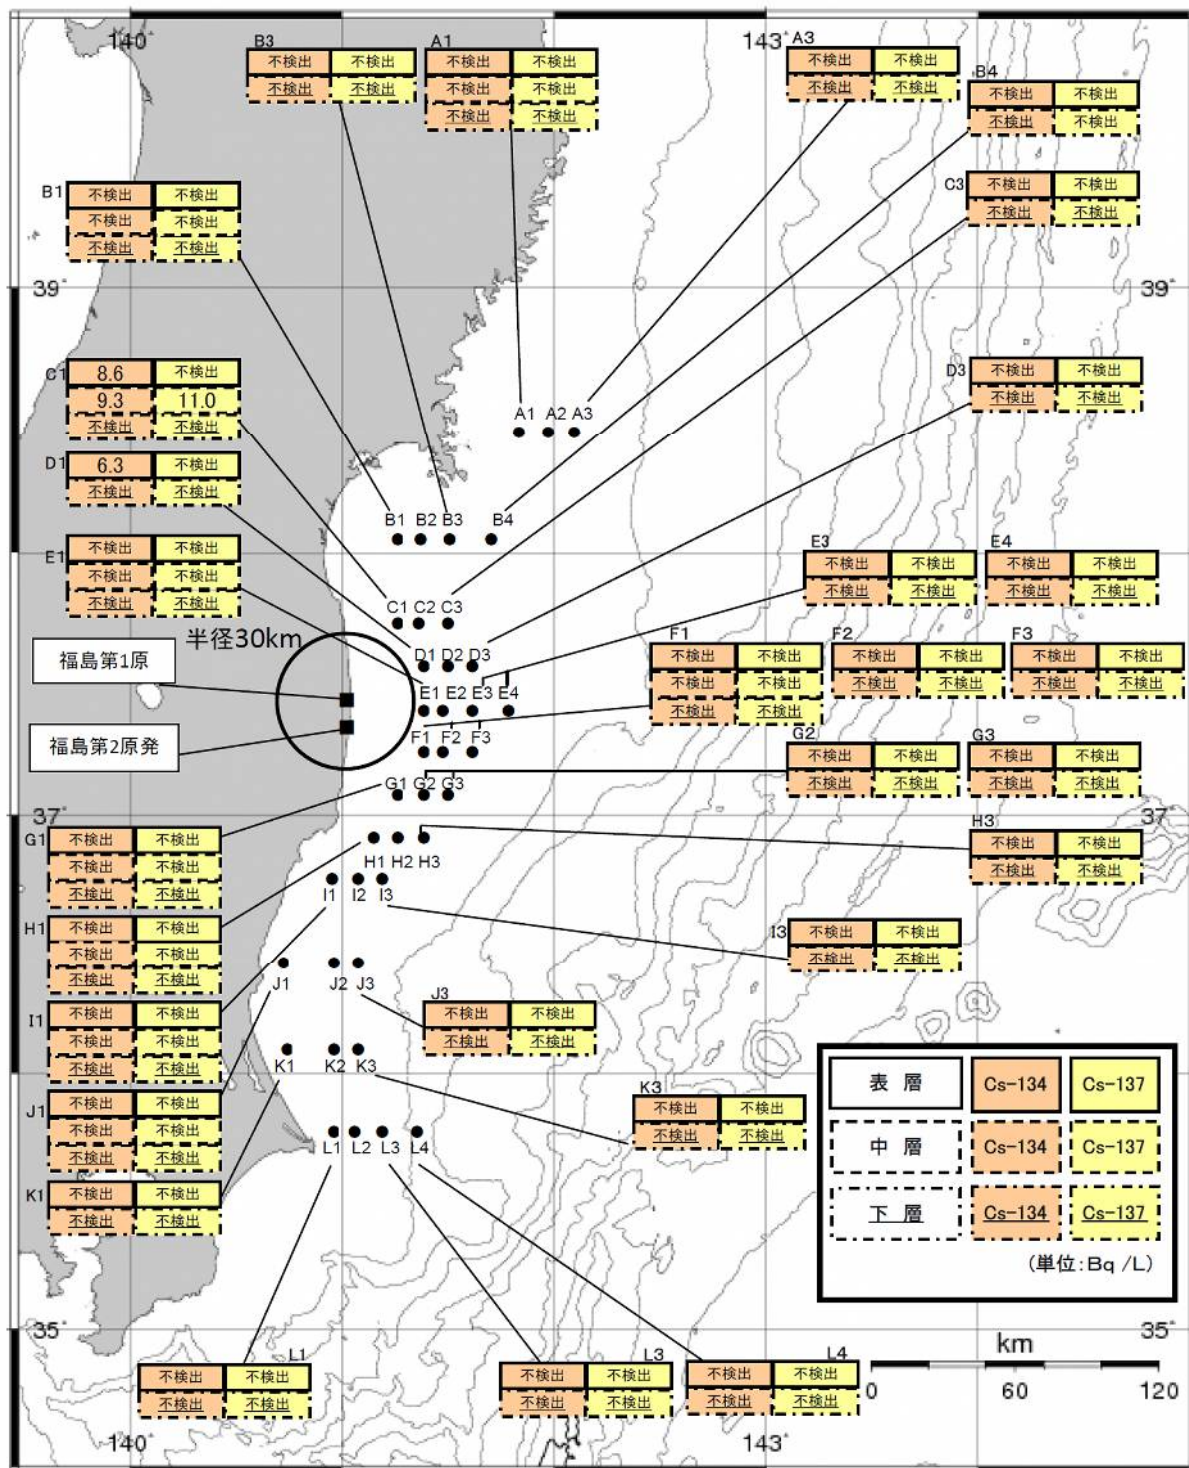 140°
143°
B3
不検出 不検出
不検出 不検出
A1
不検出 不検出
不検出 不検出
不検出 不検出
A3
不検出 不検出
不検出 不検出
B4
不検出 不検出
不検出 不検出
B1
不検出 不検出
不検出 不検出
不検出 不検出
C3
不検出 不検出
不検出 不検出
39°
39°
C1
8.6 不検出
9.3 11.0
不検出 不検出
D3
不検出 不検出
不検出 不検出
A1 A2 A3
D1
6.3 不検出
不検出 不検出
B1 B2 B3 B4
E1
不検出 不検出
不検出 不検出
不検出 不検出
E3
不検出 不検出
不検出 不検出
E4
不検出 不検出
不検出 不検出
C1 C2 C3
半径30km
福島第1原
D1 D2 D3
F1
不検出 不検出
不検出 不検出
不検出 不検出
F2
不検出 不検出
不検出 不検出
F3
不検出 不検出
不検出 不検出
E1 E2 E3 E4
福島第2原発
F1 F2 F3
G2
不検出 不検出
不検出 不検出
G3
不検出 不検出
不検出 不検出
G1 G2 G3
37°
37°
G1
不検出 不検出
不検出 不検出
不検出 不検出
H3
不検出 不検出
不検出 不検出
H1 H2 H3
I1 I2 I3
H1
不検出 不検出
不検出 不検出
不検出 不検出
I3
不検出 不検出
不検出 不検出
J1 J2 J3
I1
不検出 不検出
不検出 不検出
不検出 不検出
J3
不検出 不検出
不検出 不検出
K1 K2 K3
J1
不検出 不検出
不検出 不検出
不検出 不検出
K3
不検出 不検出
不検出 不検出
L1 L2 L3 L4
K1
不検出 不検出
不検出 不検出
表 層 Cs-134 Cs-137
中 層 Cs-134 Cs-137
下 層 Cs-134 Cs-137
(単位:Bq /L)
35°
35°
L1
不検出 不検出
不検出 不検出
L3
不検出 不検出
不検出 不検出
L4
不検出 不検出
不検出 不検出
km
0 60 120
140°
143°